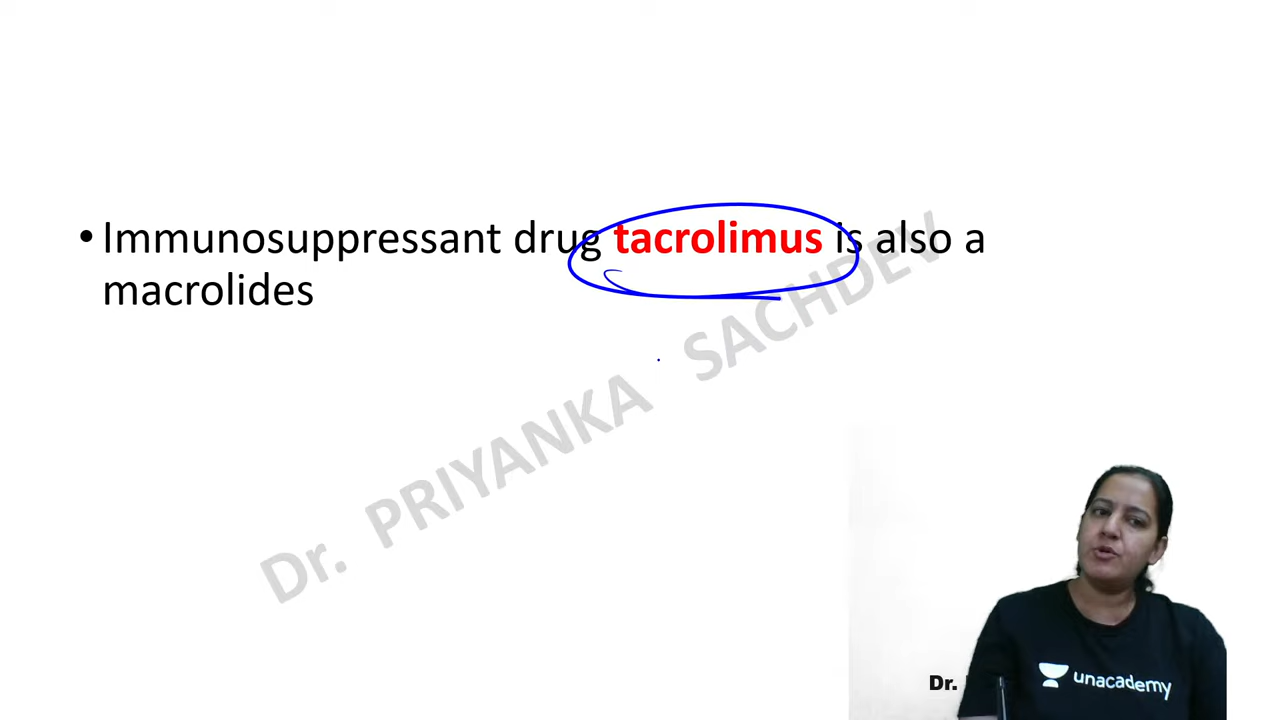 • Immunosuppressant drug tacrolimus is also a
macrolides
Dr. PRIYANKA SACHDEV
Dr.
unacademy